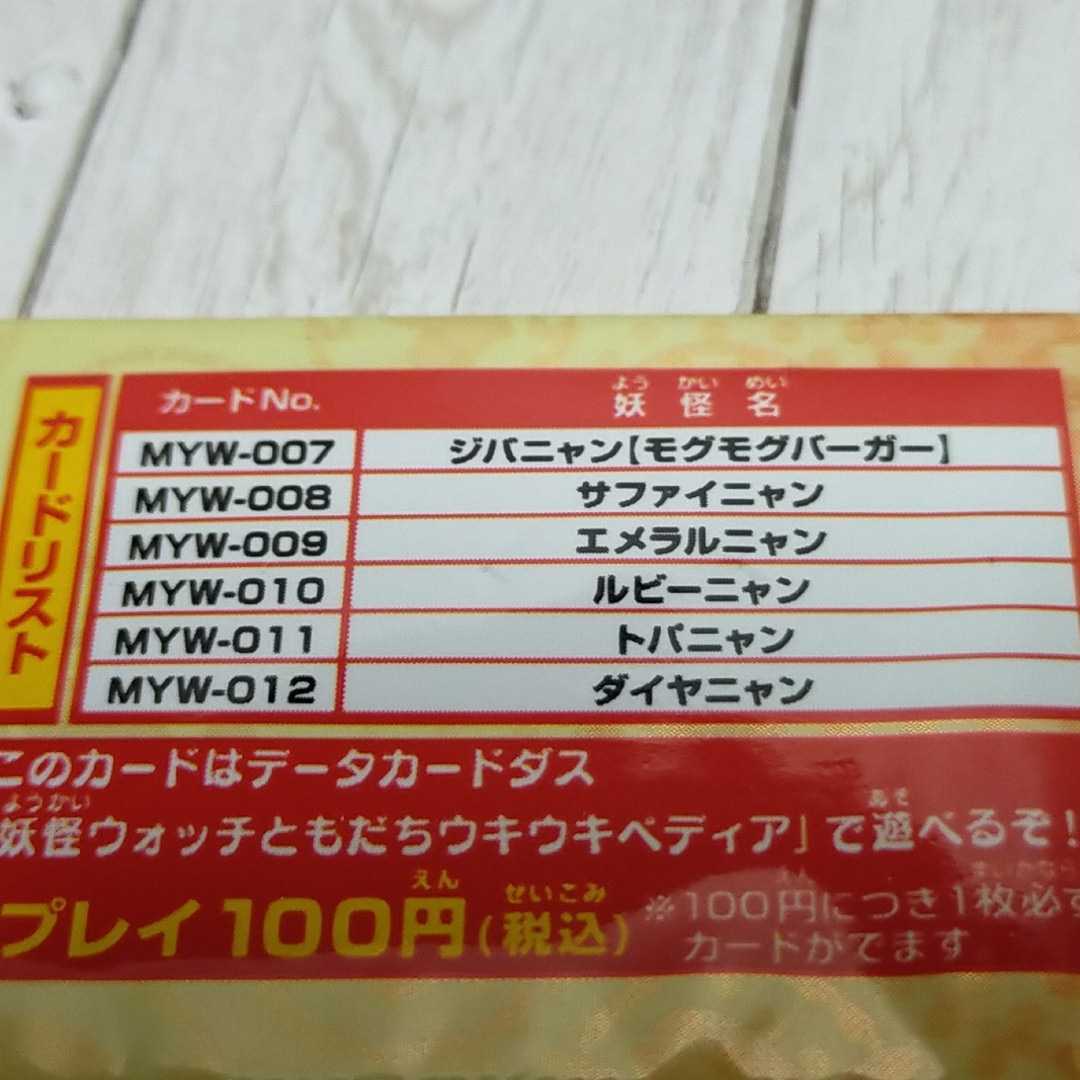 カードリスト
カードNo. 妖怪名
よう かい めい
MYW-007 ジバニャン【モグモグバーガー】
MYW-008 サファイニャン
MYW-009 エメラルニャン
MYW-010 ルビーニャン
MYW-011 トパニャン
MYW-012 ダイヤニャン
このカードはデータカードダス
ようかい あそ
妖怪ウォッチともだちウキウキペディア」で遊べるぞ!
えん ぜいこみ
プレイ100円(税込)
※100円につき1枚必ず
カードがでます